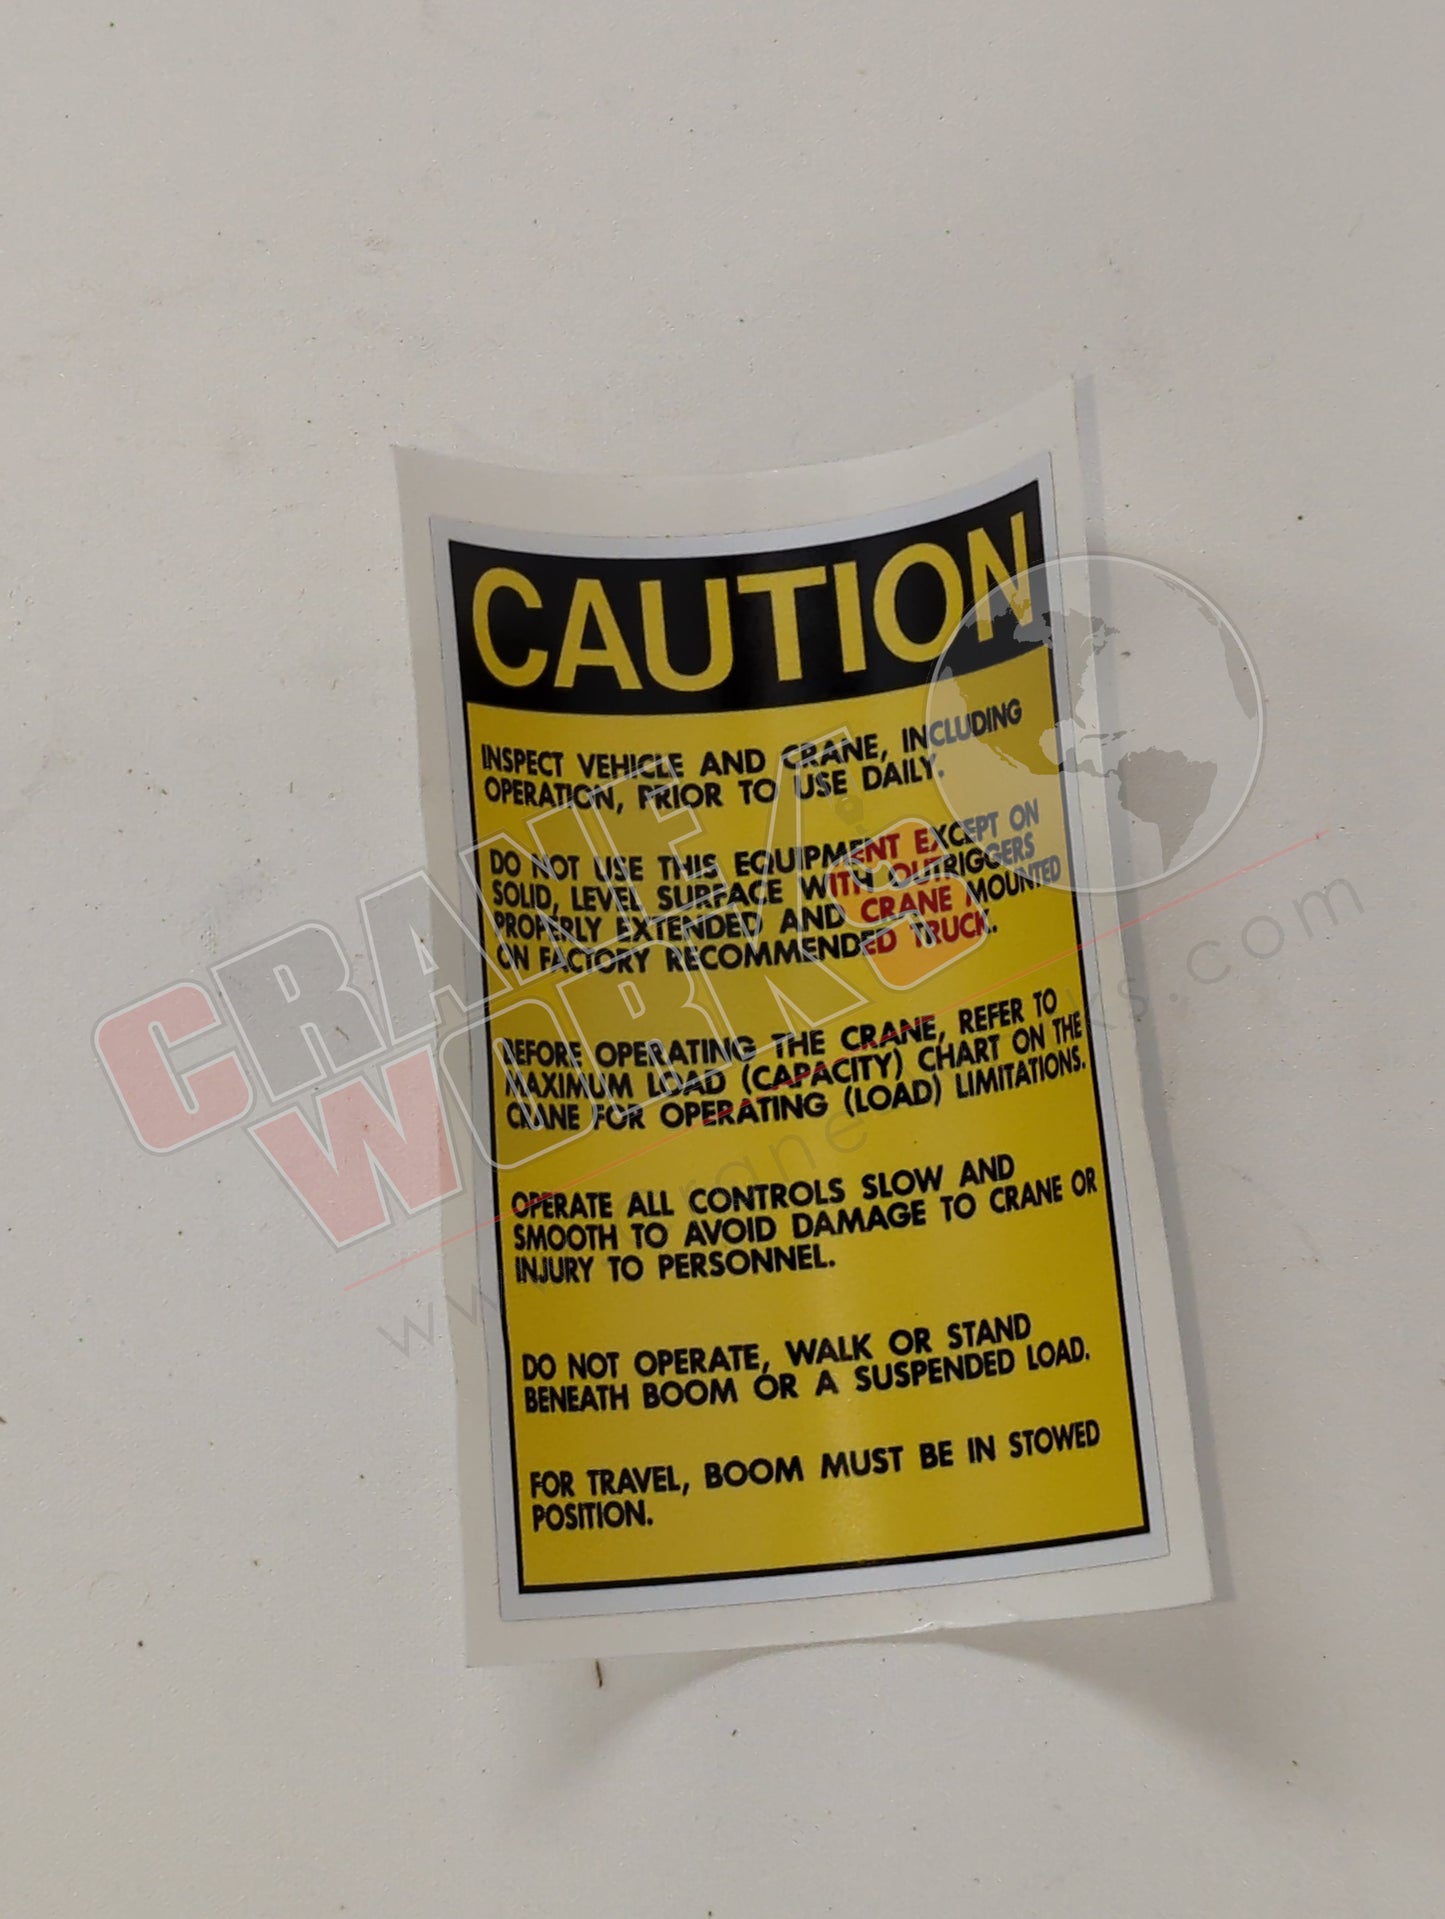 CAUTION
INSPECT VEHICLE AND CRANE, INCLUDING
OPERATION, PRIOR TO USE DAILY.
DO NOT USE THIS EQUIPMENT EXCEPT ON
SOLID, LEVEL SURFACE WITH OUTRIGGERS
PROPERLY EXTENDED AND CRANE MOUNTED
ON FACTORY RECOMMENDED TRUCK.
BEFORE OPERATING THE CRANE, REFER TO
MAXIMUM LOAD (CAPACITY) CHART ON THE
CRANE FOR OPERATING (LOAD) LIMITATIONS.
OPERATE ALL CONTROLS SLOW AND
SMOOTH TO AVOID DAMAGE TO CRANE OR
INJURY TO PERSONNEL.
DO NOT OPERATE, WALK OR STAND
BENEATH BOOM OR A SUSPENDED LOAD.
FOR TRAVEL, BOOM MUST BE IN STOWED
POSITION.
CRANE
WORKS
www.craneworks.com